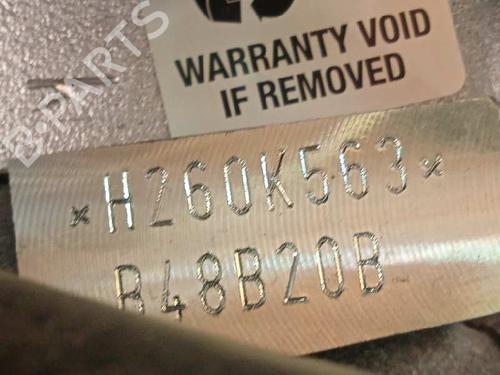 WARRANTY VOID
IF REMOVED
B-PARTS
*H260K563*
B48B20B